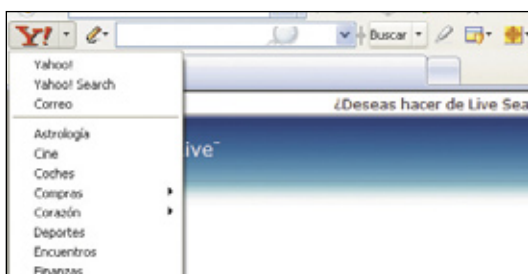 Y!
Buscar
Yahoo!
Yahoo! Search
Correo
¿Deseas hacer de Live Sea
Astrología
ive
Cine
Coches
Compras
Corazón
Deportes
Encuentros
Finanzas